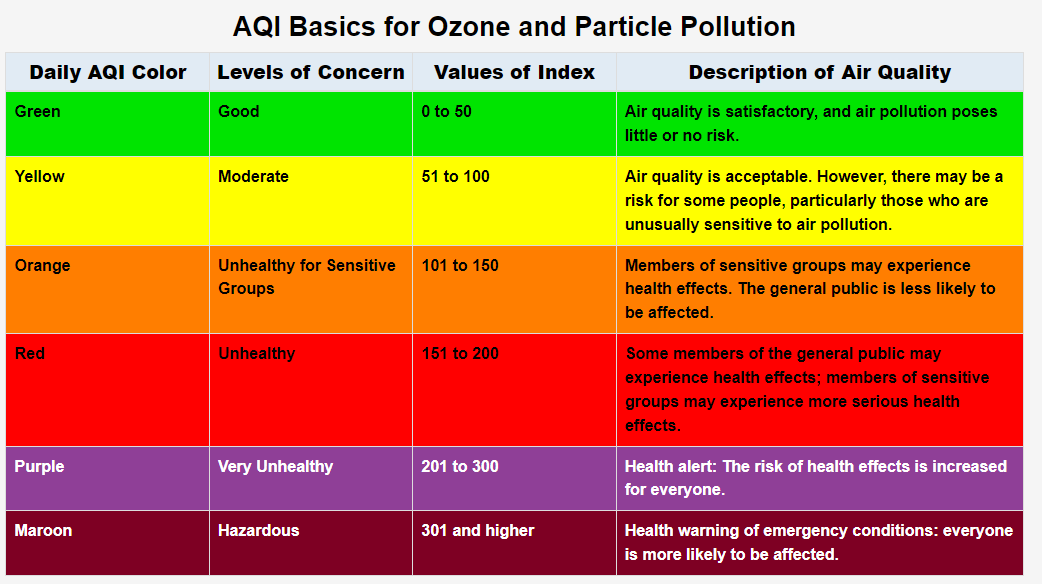 AQI Basics for Ozone and Particle Pollution
Daily AQI Color Levels of Concern Values of Index Description of Air Quality
Green Good 0 to 50 Air quality is satisfactory, and air pollution poses
little or no risk.
Yellow Moderate 51 to 100 Air quality is acceptable. However, there may be a
risk for some people, particularly those who are
unusually sensitive to air pollution.
Orange Unhealthy for Sensitive 101 to 150 Members of sensitive groups may experience
Groups health effects. The general public is less likely to
be affected.
Red Unhealthy 151 to 200 Some members of the general public may
experience health effects; members of sensitive
groups may experience more serious health
effects.
Purple Very Unhealthy 201 to 300 Health alert: The risk of health effects is increased
for everyone.
Maroon Hazardous 301 and higher Health warning of emergency conditions: everyone
is more likely to be affected.